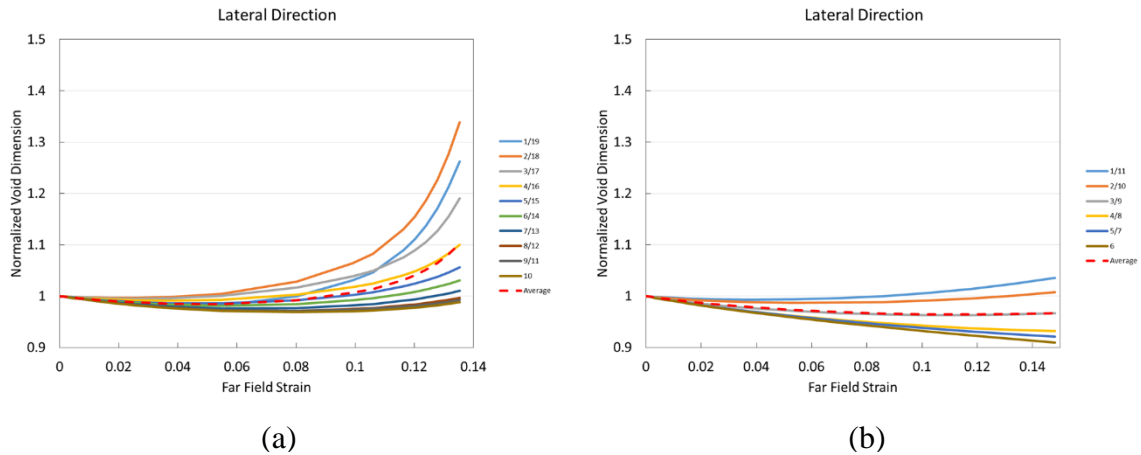 Lateral Direction
1.5
1.4
1.3
1.2
1.1
1
0.9
Normalized Void Dimension
0 0.02 0.04 0.06 0.08 0.1 0.12 0.14
Far Field Strain
1/19
2/18
3/17
4/16
5/15
6/14
7/13
8/12
9/11
10
Average
(a)
Lateral Direction
1.5
1.4
1.3
1.2
1.1
1
0.9
Normalized Void Dimension
0 0.02 0.04 0.06 0.08 0.1 0.12 0.14
Far Field Strain
1/11
2/10
3/9
4/8
5/7
6
Average
(b)